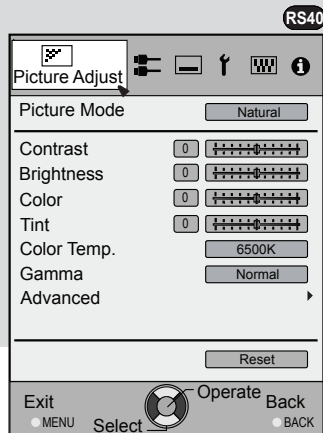 RS40
Picture Adjust
Picture Mode Natural
Contrast 0
Brightness 0
Color 0
Tint 0
Color Temp. 6500K
Gamma Normal
Advanced
Reset
Exit Operate Back
MENU Select BACK